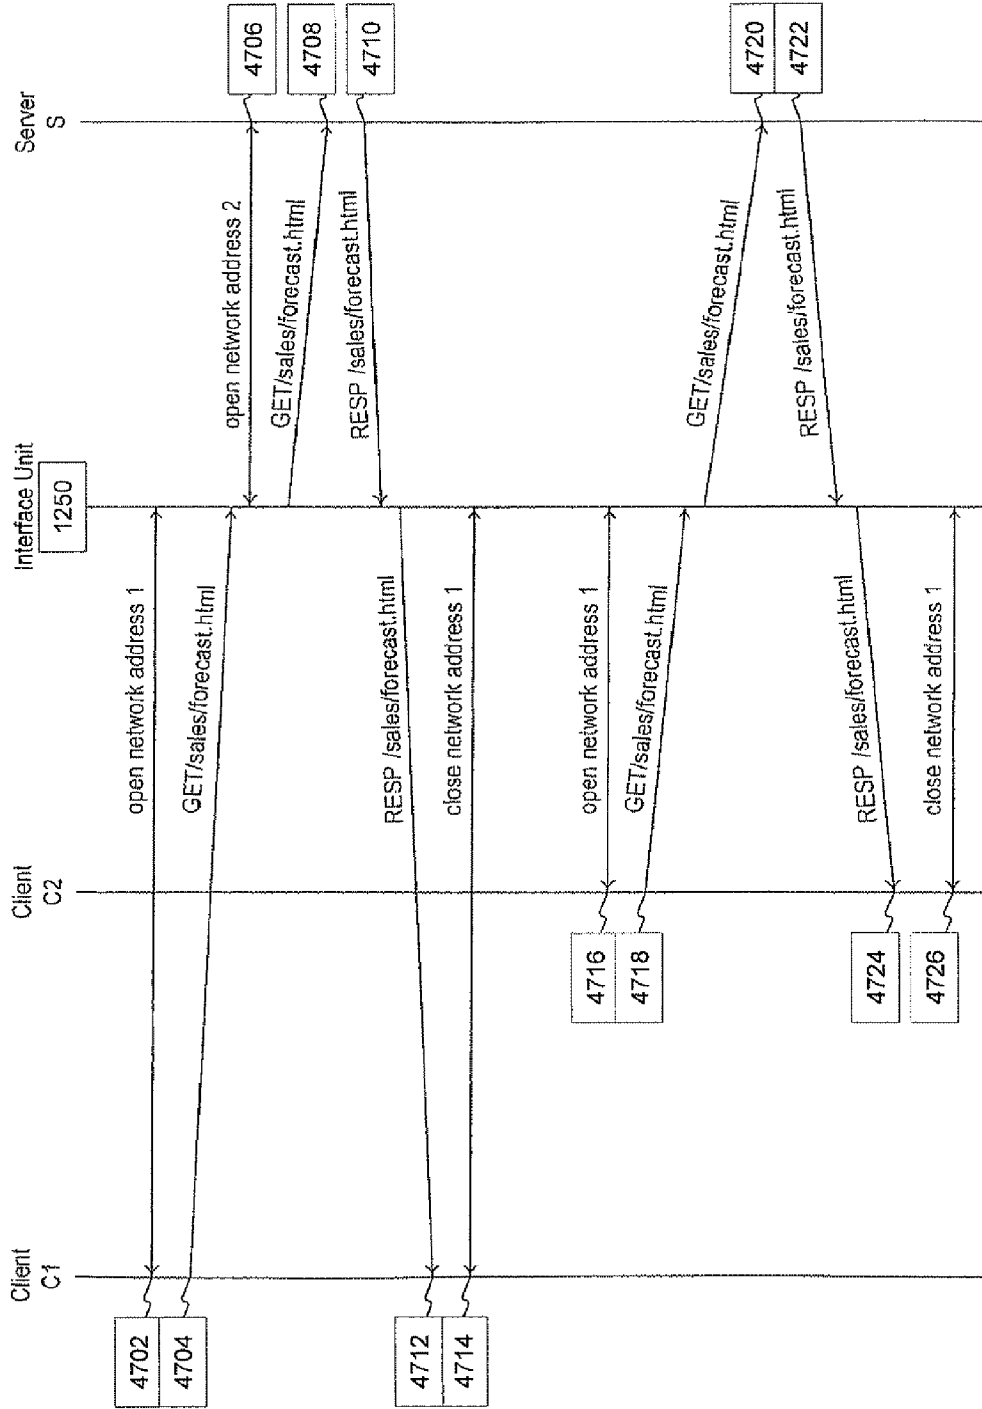 Client
C1
Client
C2
Interface Unit
1250
Server
S
4702
open network address 1
4704
GET/sales/forecast.html
open network address 2
4706
GET/sales/forecast.html
4708
RESP /sales/forecast.html
4710
4712
RESP /sales/forecast.html
4714
close network address 1
4716
open network address 1
4718
GET/sales/forecast.html
GET/sales/forecast.html
4720
RESP /sales/forecast.html
4722
4724
RESP /sales/forecast.html
4726
close network address 1